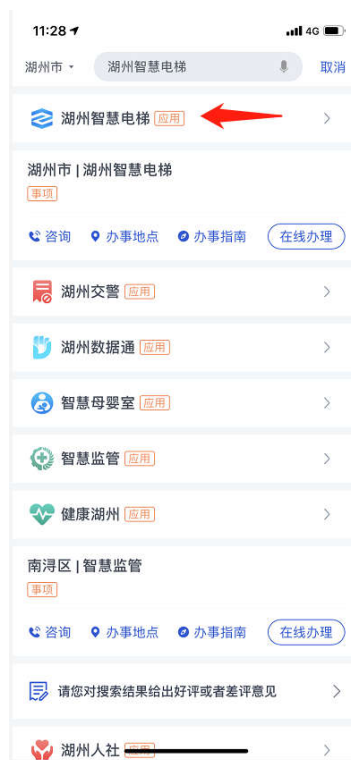 11:28 4G
湖州市 湖州智慧电梯 取消
湖州智慧电梯 应用
湖州市 | 湖州智慧电梯
事项
咨询 办事地点 办事指南 在线办理
湖州交警 应用
湖州数据通 应用
智慧母婴室 应用
智慧监管 应用
健康湖州 应用
南浔区 | 智慧监管
事项
咨询 办事地点 办事指南 在线办理
请您对搜索结果给出好评或者差评意见
湖州人社